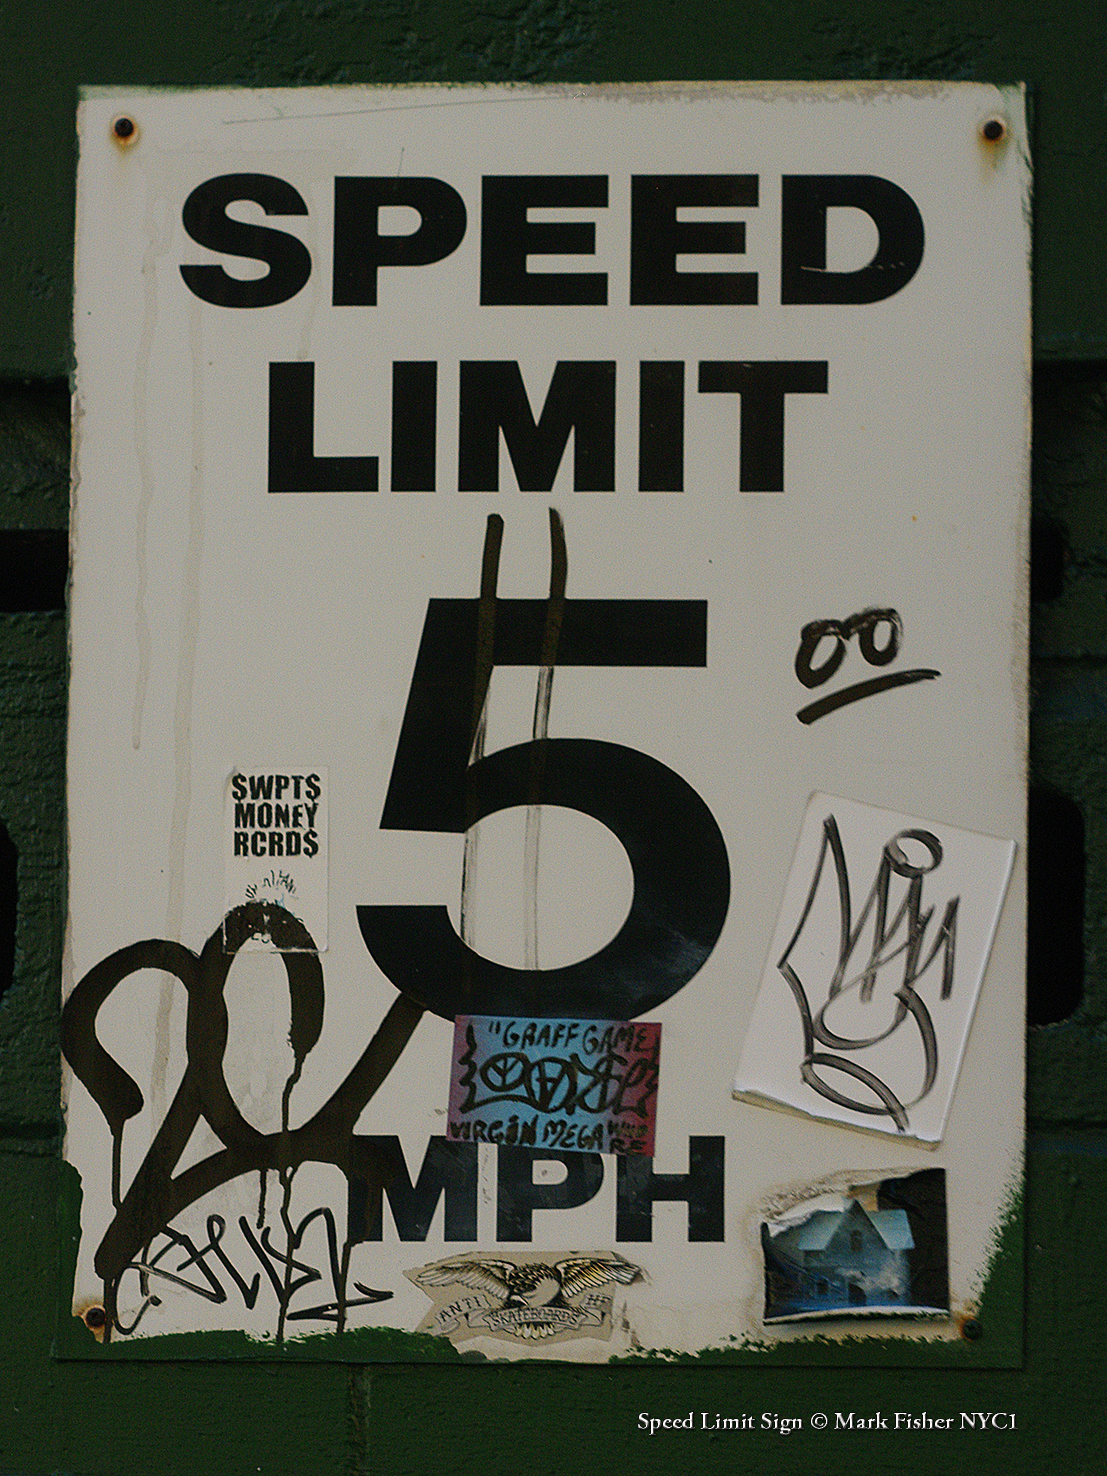 SPEED
LIMIT
5
oo
$WPT$
MONEY
RCRD$
"GRAFF GAME
VIRGIN MEGA
MPH
ANTI HE
SKATEBOARDS
Speed Limit Sign © Mark Fisher NYC1